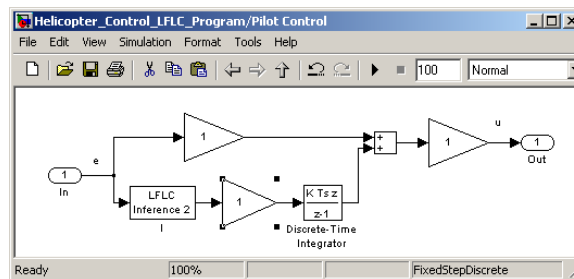 Helicopter_Control_LFLC_Program/Pilot Control
File Edit View Simulation Format Tools Help
100 Normal
1
+
+
1
u
1
Out
e
1
In
LFLC
Inference 2
I
1
K Ts z
z-1
Discrete-Time
Integrator
Ready 100% FixedStepDiscrete